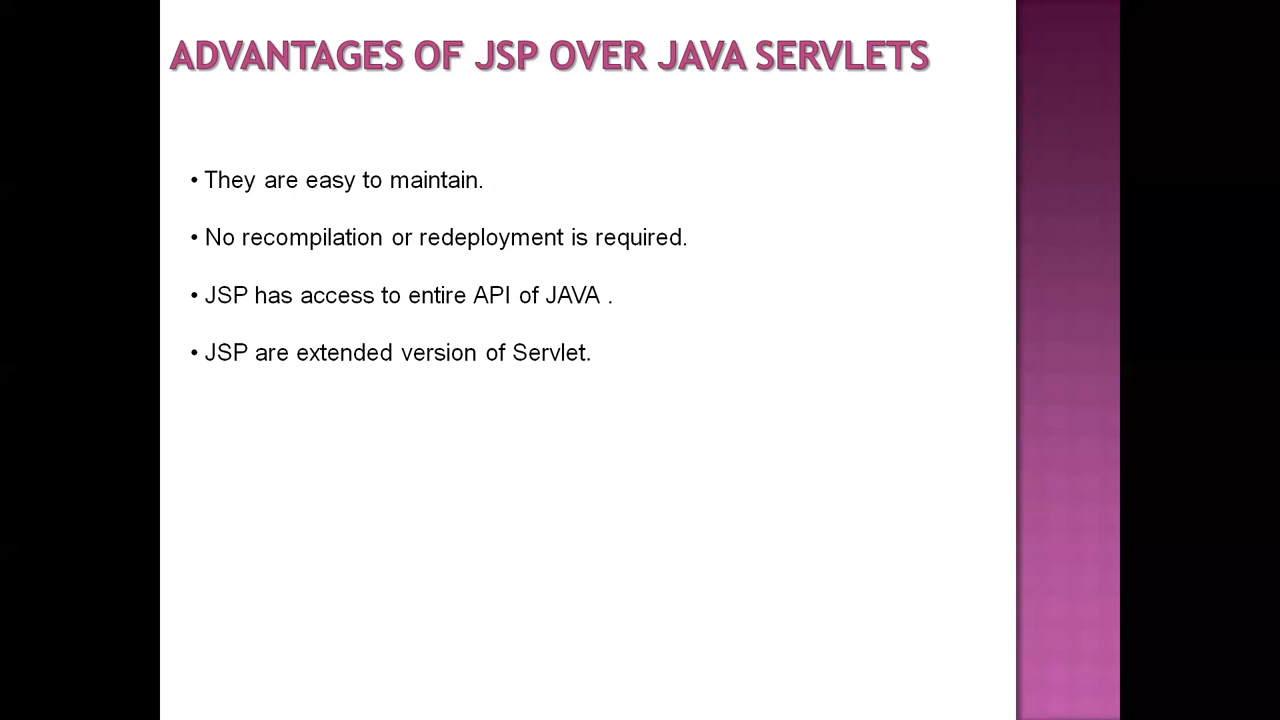 ADVANTAGES OF JSP OVER JAVA SERVLETS
• They are easy to maintain.
• No recompilation or redeployment is required.
• JSP has access to entire API of JAVA .
• JSP are extended version of Servlet.